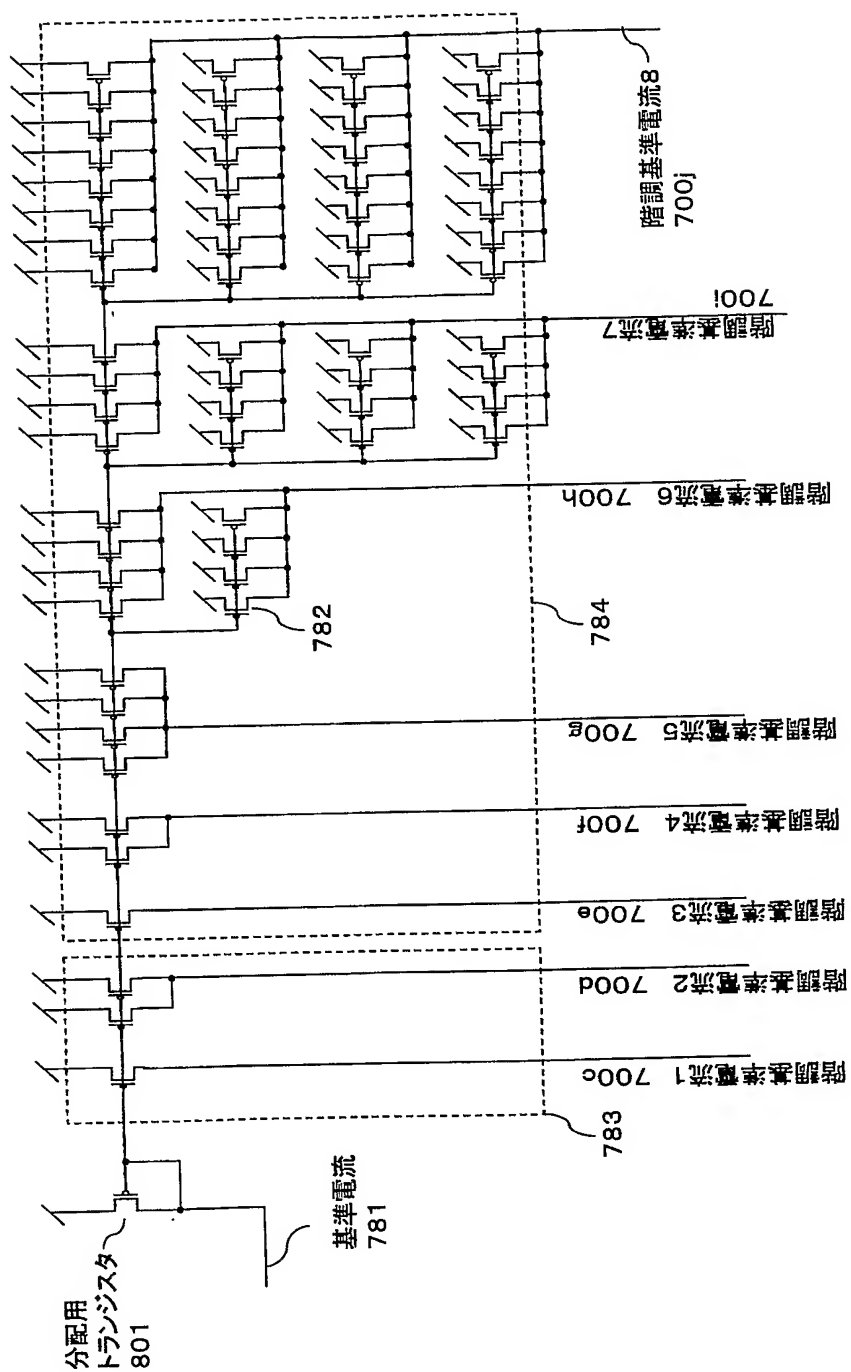 分配用
トランジスタ
801
基準電流
781
783
階調基準電流1 700c
階調基準電流2 700d
階調基準電流3 700e
階調基準電流4 700f
階調基準電流5 700g
784
782
階調基準電流6 700h
階調基準電流7
700i
階調基準電流8
700j